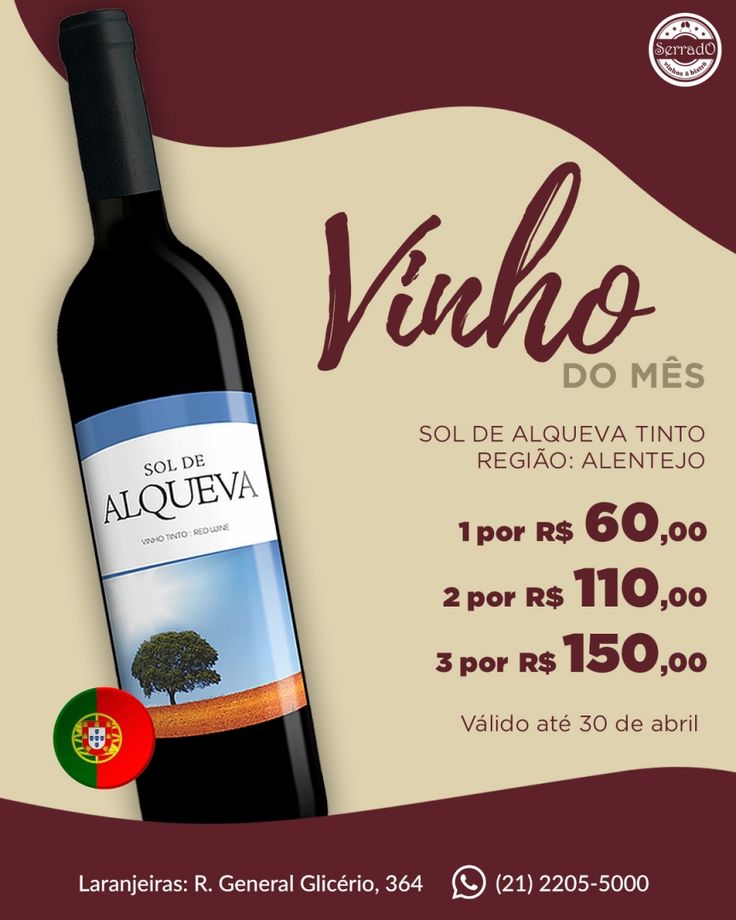 SerradO
vinhos & bistrô
Vinho
DO MÊS
SOL DE ALQUEVA TINTO
REGIÃO: ALENTEJO
1 por R$ 60,00
2 por R$ 110,00
3 por R$ 150,00
Válido até 30 de abril
SOL DE
ALQUEVA
VINHO TINTO : RED WINE
Laranjeiras: R. General Glicério, 364
(21) 2205-5000